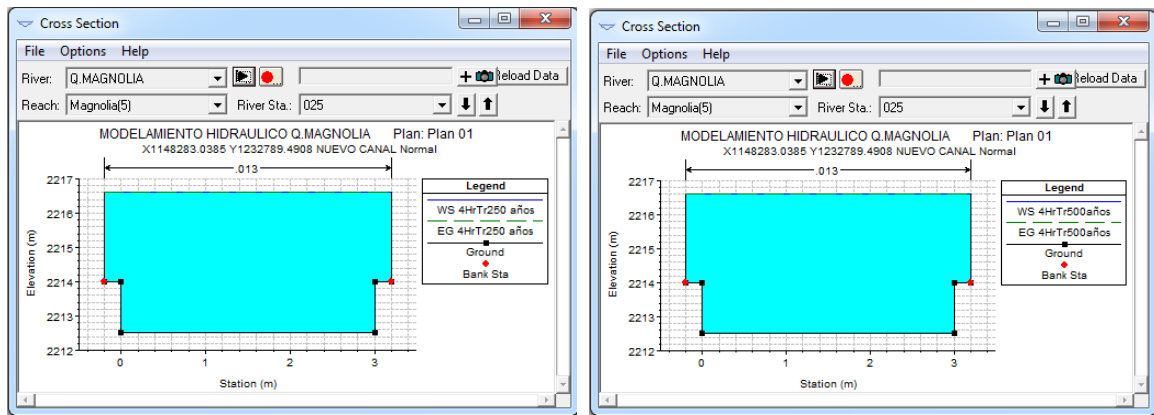 Cross Section
File Options Help
River: Q.MAGNOLIA Reload Data
Reach: Magnolia(5) River Sta.: 025
MODELAMIENTO HIDRAULICO Q.MAGNOLIA Plan: Plan 01
X1148283.0385 Y1232789.4908 NUEVO CANAL Normal
.013
2217
2216
2215
2214
2213
2212
Elevation (m)
0 1 2 3
Station (m)
Legend
WS 4HrTr250 años
EG 4HrTr250 años
Ground
Bank Sta
Cross Section
File Options Help
River: Q.MAGNOLIA Reload Data
Reach: Magnolia(5) River Sta.: 025
MODELAMIENTO HIDRAULICO Q.MAGNOLIA Plan: Plan 01
X1148283.0385 Y1232789.4908 NUEVO CANAL Normal
.013
2217
2216
2215
2214
2213
2212
Elevation (m)
0 1 2 3
Station (m)
Legend
WS 4HrTr500años
EG 4HrTr500años
Ground
Bank Sta